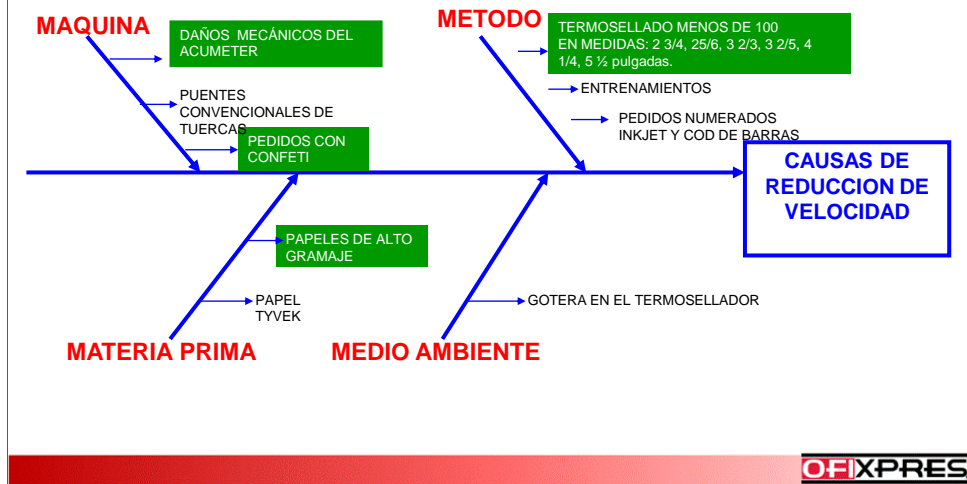 MAQUINA
DAÑOS MECÁNICOS DEL
ACUMETER
PUENTES
CONVENCIONALES DE
TUERCAS
PEDIDOS CON
CONFETI
METODO
TERMOSELLADO MENOS DE 100
EN MEDIDAS: 2 3/4, 25/6, 3 2/3, 3 2/5, 4
1/4, 5 ½ pulgadas.
ENTRENAMIENTOS
PEDIDOS NUMERADOS
INKJET Y COD DE BARRAS
CAUSAS DE
REDUCCION DE
VELOCIDAD
PAPELES DE ALTO
GRAMAJE
PAPEL
TYVEK
MATERIA PRIMA
GOTERA EN EL TERMOSELLADOR
MEDIO AMBIENTE
OFIXPRES